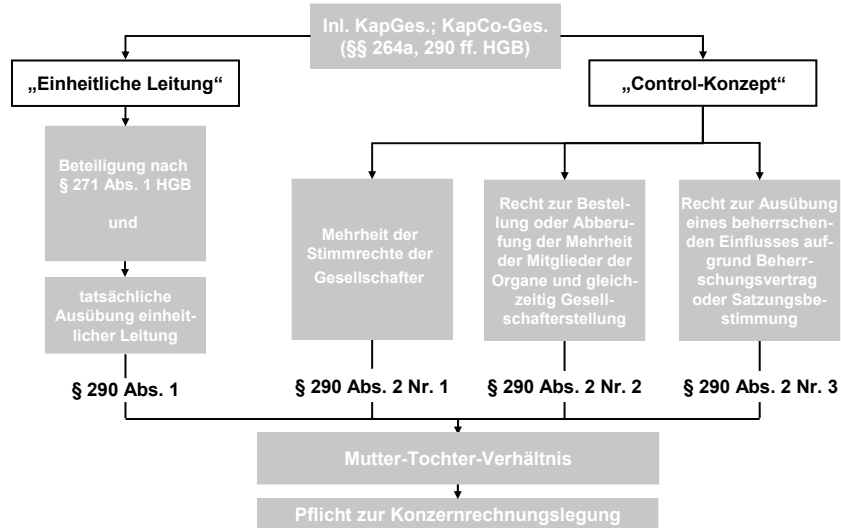 Inl. KapGes.; KapCo-Ges.
(§§ 264a, 290 ff. HGB)
„Einheitliche Leitung“
„Control-Konzept“
Beteiligung nach
§ 271 Abs. 1 HGB
und
tatsächliche
Ausübung einheit-
licher Leitung
Mehrheit der
Stimmrechte der
Gesellschafter
Recht zur Bestel-
lung oder Abberu-
fung der Mehrheit
der Mitglieder der
Organe und gleich-
zeitig Gesell-
schafterstellung
Recht zur Ausübung
eines beherrschen-
den Einflusses auf-
grund Beherr-
schungsvertrag
oder Satzungsbe-
stimmung
§ 290 Abs. 1
§ 290 Abs. 2 Nr. 1
§ 290 Abs. 2 Nr. 2
§ 290 Abs. 2 Nr. 3
Mutter-Tochter-Verhältnis
Pflicht zur Konzernrechnungslegung